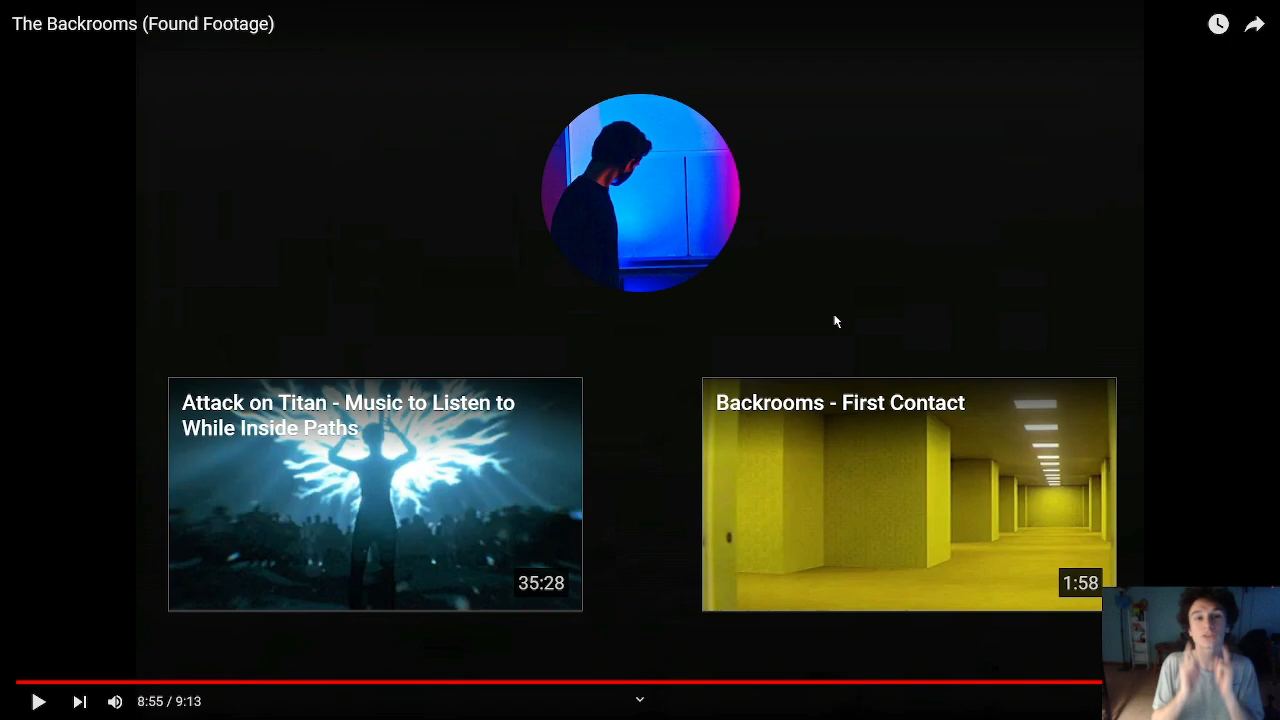 The Backrooms (Found Footage)
Attack on Titan - Music to Listen to
While Inside Paths
35:28
Backrooms - First Contact
1:58
8:55 / 9:13